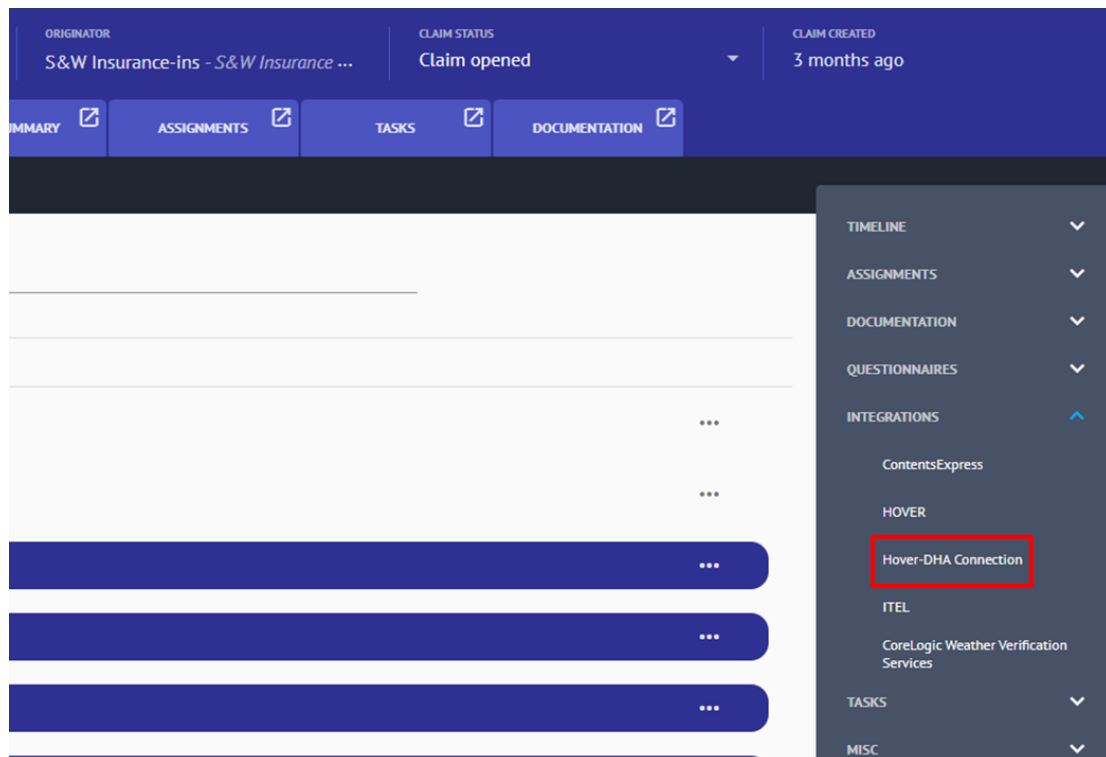 ORIGINATOR
S&W Insurance-ins - S&W Insurance ...
CLAIM STATUS
Claim opened
CLAIM CREATED
3 months ago
UMMARY
ASSIGNMENTS
TASKS
DOCUMENTATION
TIMELINE
ASSIGNMENTS
DOCUMENTATION
QUESTIONNAIRES
INTEGRATIONS
ContentsExpress
HOVER
Hover-DHA Connection
ITEL
CoreLogic Weather Verification
Services
TASKS
MISC